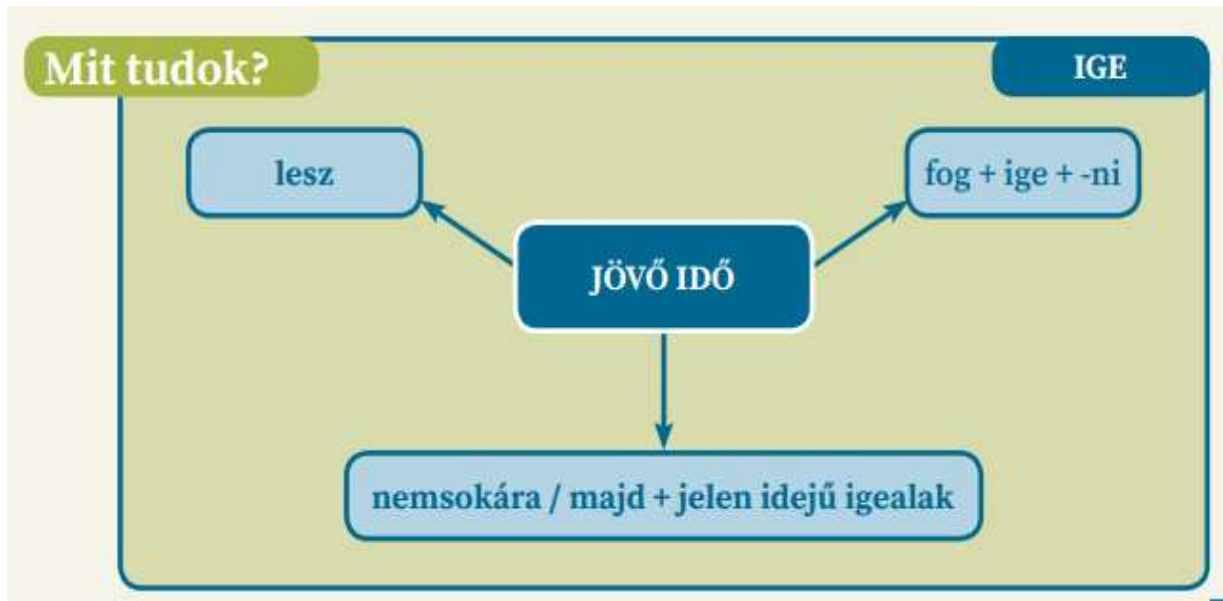 Mit tudok?
IGE
lesz
fog + ige + -ni
JÖVŐ IDŐ
nemsokára / majd + jelen idejű igealak